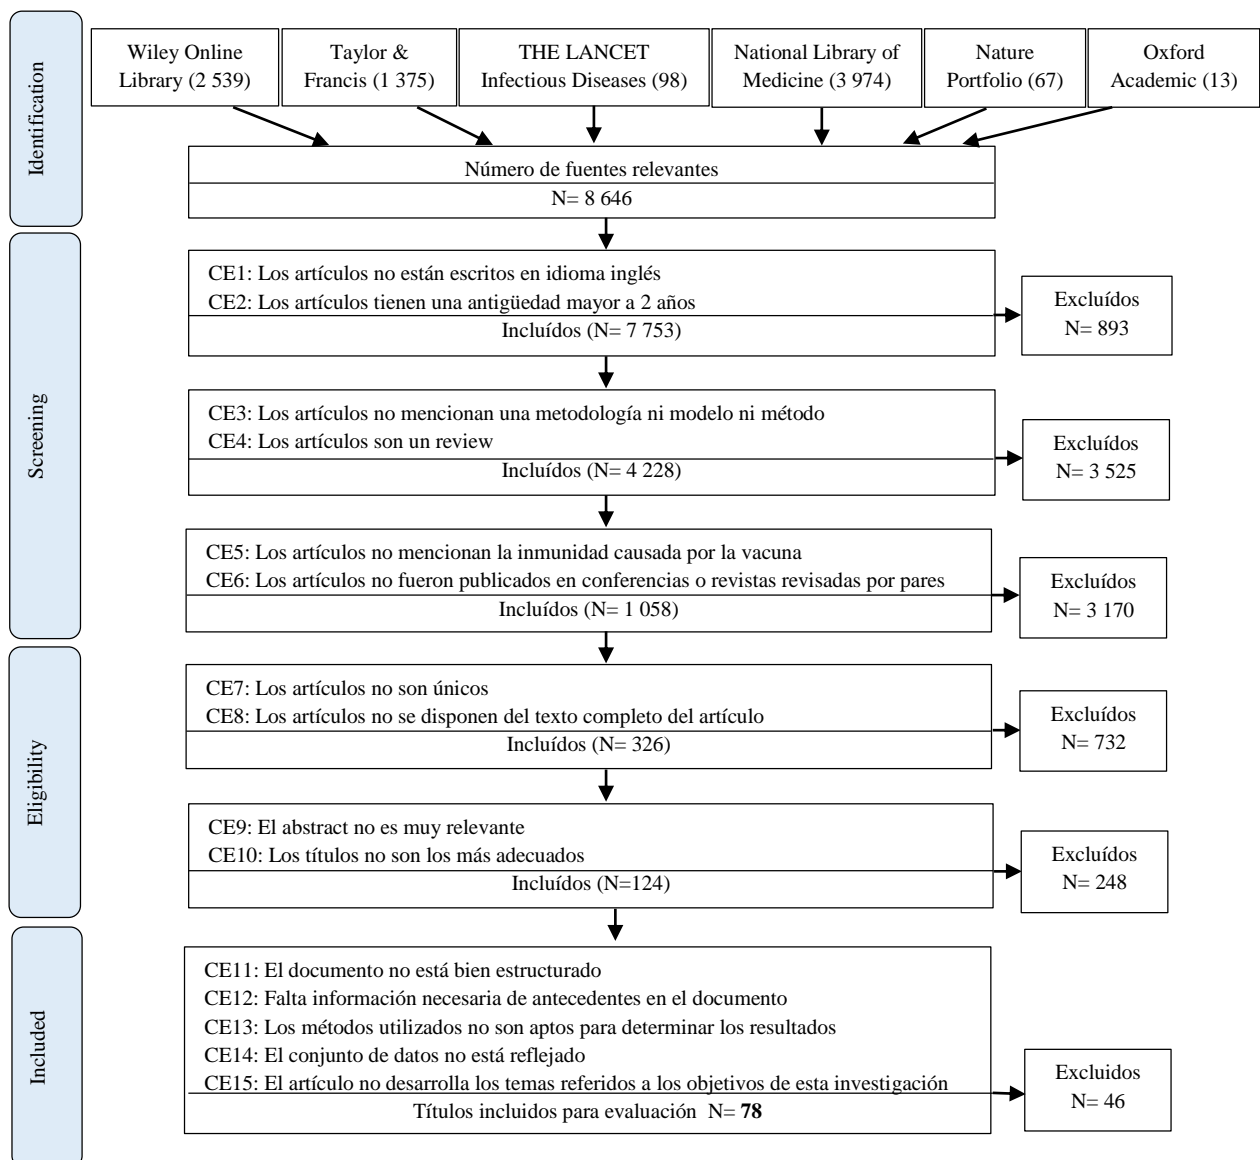 Identification
Wiley Online
Library (2 539)
Taylor &
Francis (1 375)
THE LANCET
Infectious Diseases (98)
National Library of
Medicine (3 974)
Nature
Portfolio (67)
Oxford
Academic (13)
Número de fuentes relevantes
N= 8 646
Screening
CE1: Los artículos no están escritos en idioma inglés
CE2: Los artículos tienen una antigüedad mayor a 2 años
Incluídos (N= 7 753)
Excluídos
N= 893
CE3: Los artículos no mencionan una metodología ni modelo ni método
CE4: Los artículos son un review
Incluídos (N= 4 228)
Excluídos
N= 3 525
CE5: Los artículos no mencionan la inmunidad causada por la vacuna
CE6: Los artículos no fueron publicados en conferencias o revistas revisadas por pares
Incluídos (N= 1 058)
Excluídos
N= 3 170
Eligibility
CE7: Los artículos no son únicos
CE8: Los artículos no se disponen del texto completo del artículo
Incluídos (N= 326)
Excluídos
N= 732
CE9: El abstract no es muy relevante
CE10: Los títulos no son los más adecuados
Incluídos (N=124)
Excluídos
N= 248
Included
CE11: El documento no está bien estructurado
CE12: Falta información necesaria de antecedentes en el documento
CE13: Los métodos utilizados no son aptos para determinar los resultados
CE14: El conjunto de datos no está reflejado
CE15: El artículo no desarrolla los temas referidos a los objetivos de esta investigación
Títulos incluidos para evaluación N= 78
Excluidos
N= 46